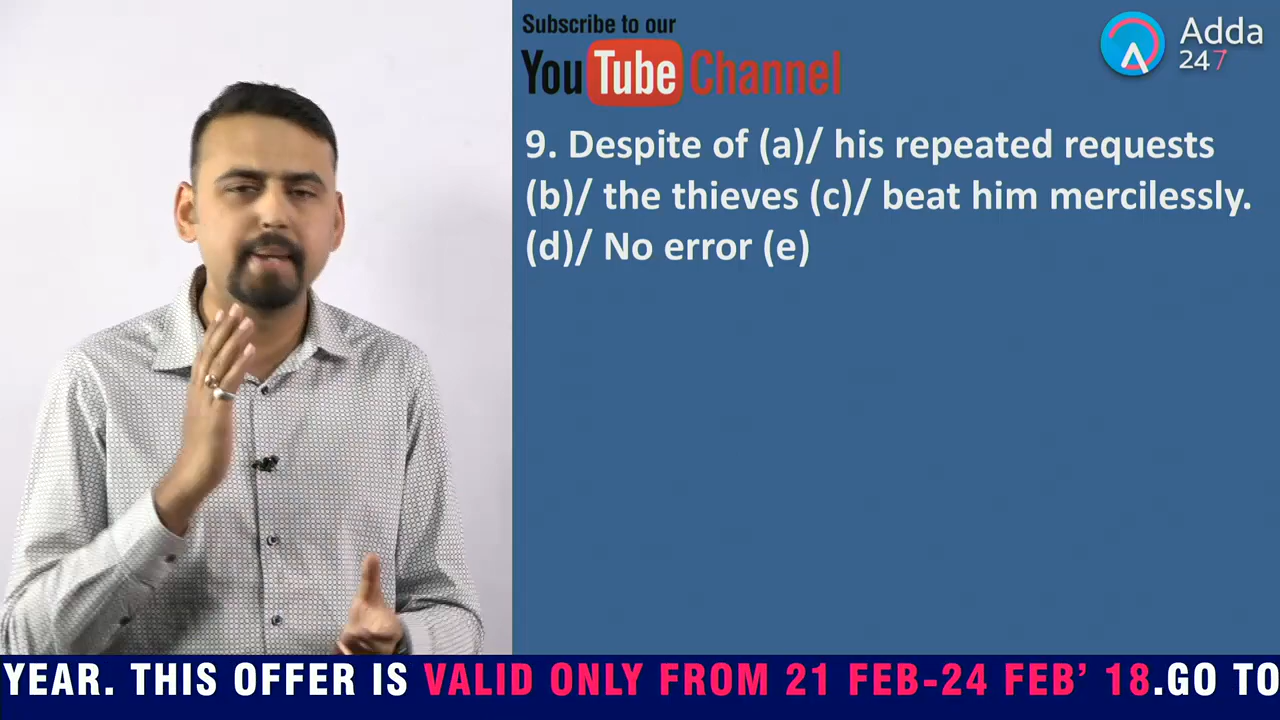 Subscribe to our
YouTube Channel
Adda
247
9. Despite of (a)/ his repeated requests
(b)/ the thieves (c)/ beat him mercilessly.
(d)/ No error (e)
YEAR. THIS OFFER IS VALID ONLY FROM 21 FEB-24 FEB’ 18.GO TO